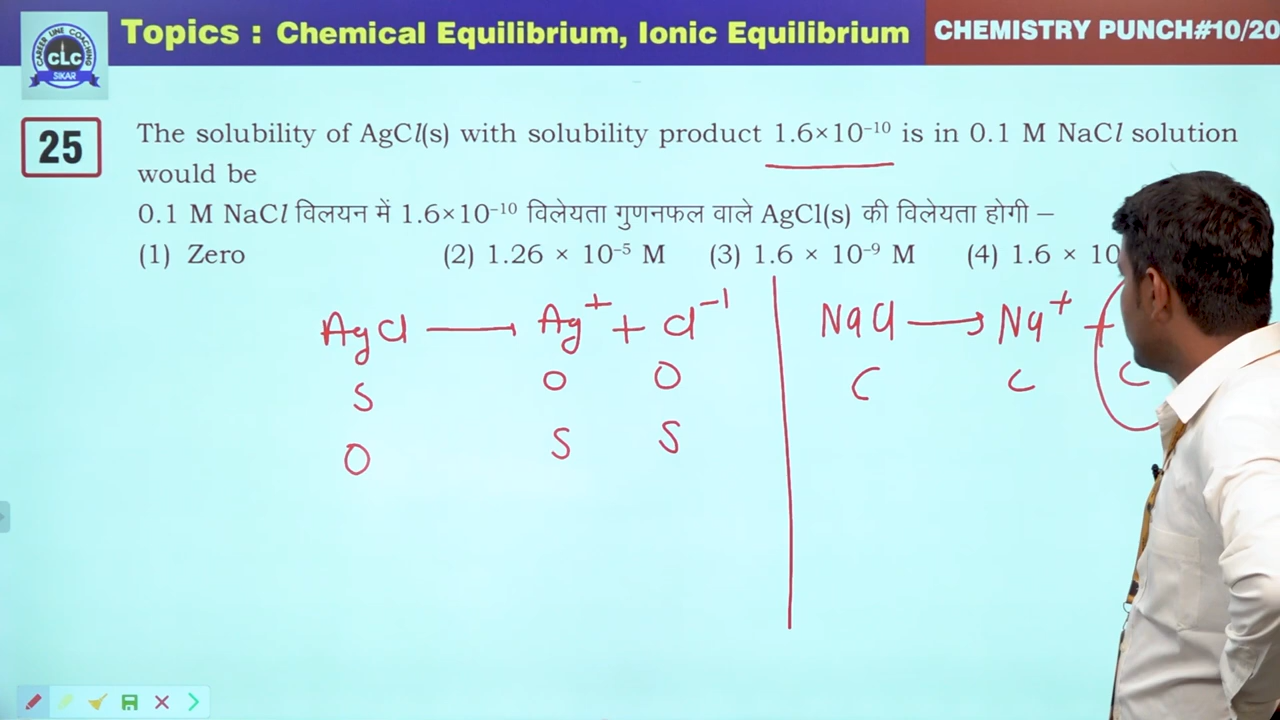 CAREER LINE COACHING
CLC
SIKAR
Topics : Chemical Equilibrium, Ionic Equilibrium
CHEMISTRY PUNCH#10/20
25
The solubility of AgCl(s) with solubility product 1.6×10⁻¹⁰ is in 0.1 M NaCl solution
would be
0.1 M NaCl विलयन में 1.6×10⁻¹⁰ विलेयता गुणनफल वाले AgCl(s) की विलेयता होगी –
(1) Zero (2) 1.26 × 10⁻⁵ M (3) 1.6 × 10⁻⁹ M (4) 1.6 × 10
AgCl ⟶ Ag⁺ + Cl⁻¹ NaCl ⟶ Na⁺ +
S O O C C C
O S S